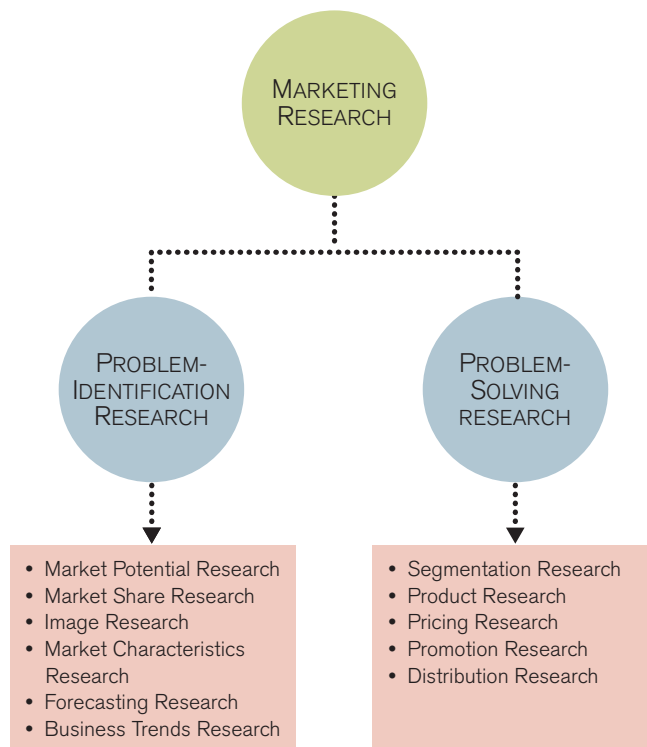 MARKETING
RESEARCH
PROBLEM-
IDENTIFICATION
RESEARCH
PROBLEM-
SOLVING
RESEARCH
• Market Potential Research
• Market Share Research
• Image Research
• Market Characteristics
Research
• Forecasting Research
• Business Trends Research
• Segmentation Research
• Product Research
• Pricing Research
• Promotion Research
• Distribution Research